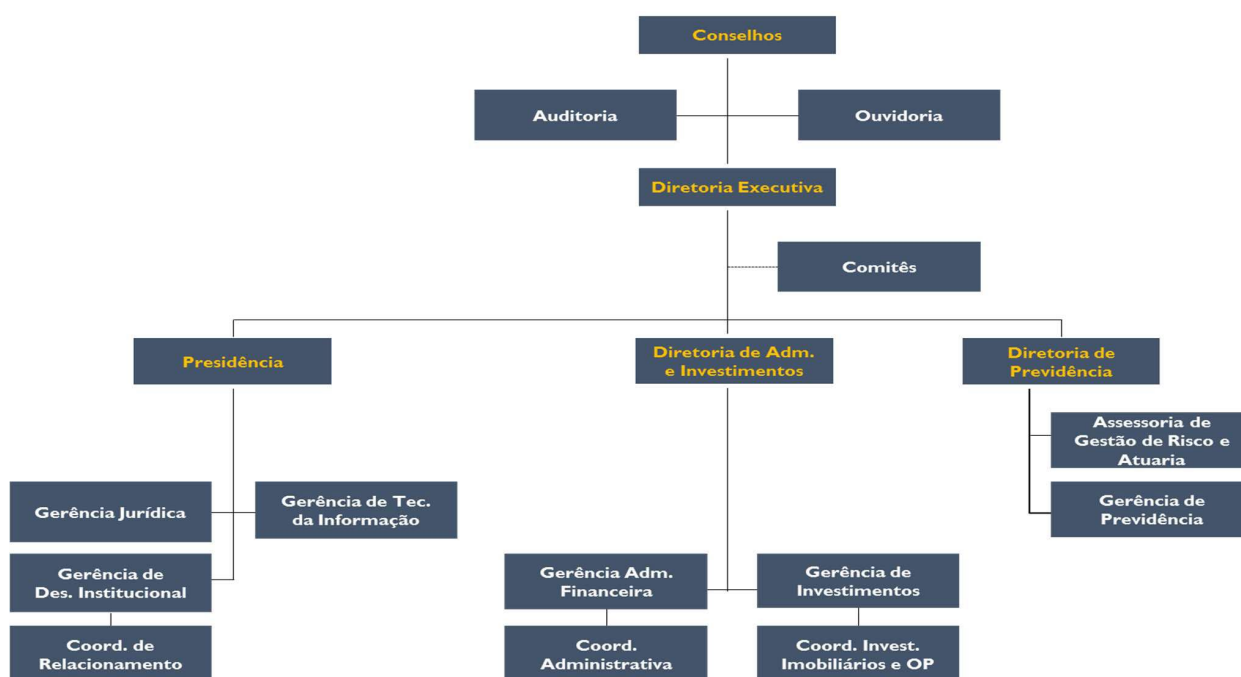 Conselhos
Auditoria
Ouvidoria
Diretoria Executiva
Comitês
Presidência
Diretoria de Adm.
e Investimentos
Diretoria de
Previdência
Assessoria de
Gestão de Risco e
Atuaria
Gerência Jurídica
Gerência de Tec.
da Informação
Gerência de
Previdência
Gerência de
Des. Institucional
Gerência Adm.
Financeira
Gerência de
Investimentos
Coord. de
Relacionamento
Coord.
Administrativa
Coord. Invest.
Imobiliários e OP